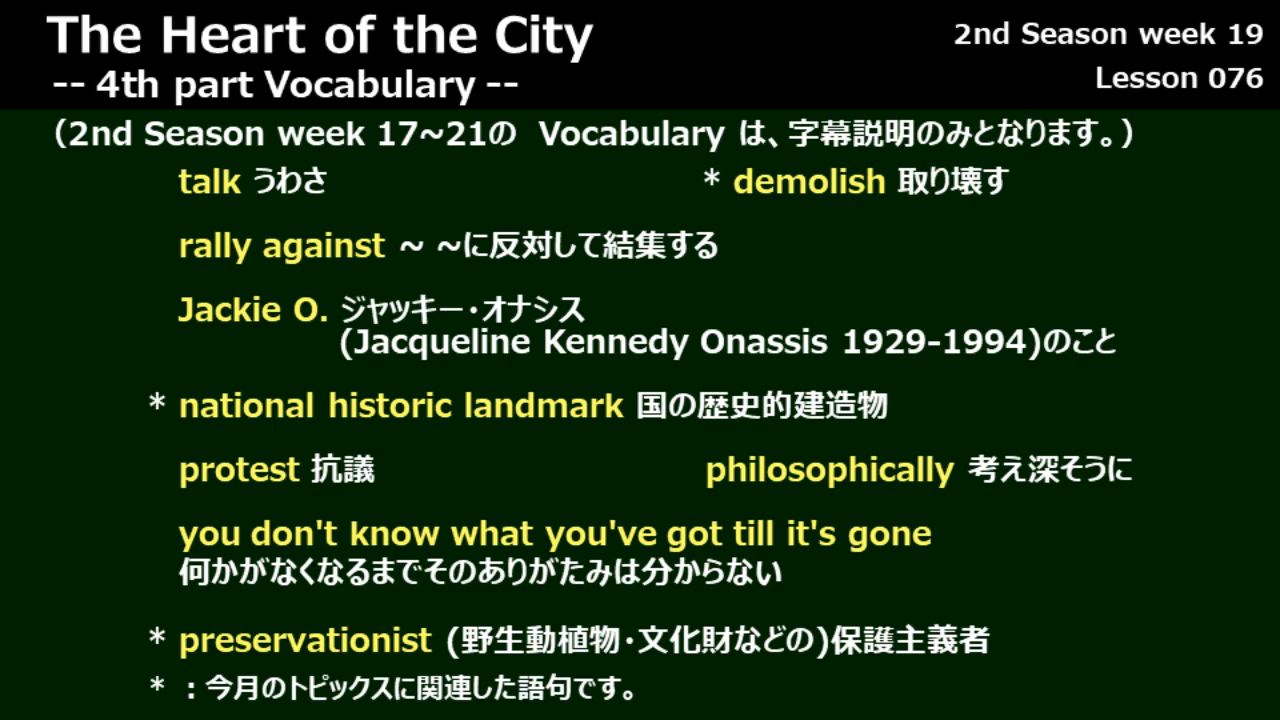 The Heart of the City
2nd Season week 19
-- 4th part Vocabulary --
Lesson 076
（2nd Season week 17~21の Vocabulary は、字幕説明のみとなります。）
talk うわさ
* demolish 取り壊す
rally against ~ ~に反対して結集する
Jackie O. ジャッキー・オナシス
(Jacqueline Kennedy Onassis 1929-1994)のこと
* national historic landmark 国の歴史的建造物
protest 抗議
philosophically 考え深そうに
you don't know what you've got till it's gone
何かがなくなるまでそのありがたみは分からない
* preservationist (野生動植物・文化財などの)保護主義者
* ：今月のトピックスに関連した語句です。